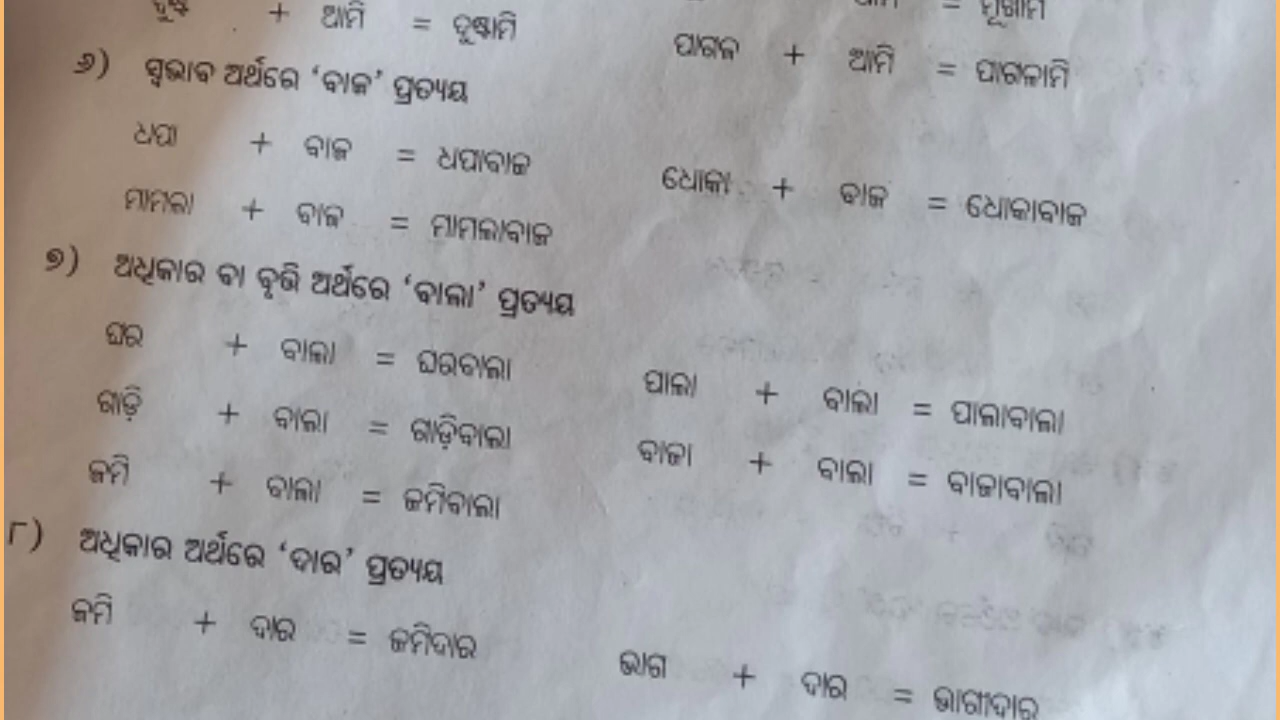 ଦୁଷ୍ଟ + ଆମି = ଦୁଷ୍ଟାମି
ଆମି = ମୂର୍ଖାମି
ପାଗଳ + ଆମି = ପାଗଳାମି
୬) ସ୍ୱଭାବ ଅର୍ଥରେ ‘ବାଜ’ ପ୍ରତ୍ୟୟ
ଧପା + ବାଜ = ଧପାବାଜ
ଧୋକା + ବାଜ = ଧୋକାବାଜ
ମାମଲା + ବାଜ = ମାମଲାବାଜ
୭) ଅଧିକାର ବା ବୃତ୍ତି ଅର୍ଥରେ ‘ବାଲା’ ପ୍ରତ୍ୟୟ
ଘର + ବାଲା = ଘରବାଲା
ପାଲା + ବାଲା = ପାଲାବାଲା
ଗାଡ଼ି + ବାଲା = ଗାଡ଼ିବାଲା
ବାଜା + ବାଲା = ବାଜାବାଲା
ଜମି + ବାଲା = ଜମିବାଲା
୮) ଅଧିକାର ଅର୍ଥରେ ‘ଦାର’ ପ୍ରତ୍ୟୟ
ଜମି + ଦାର = ଜମିଦାର
ଭାଗ + ଦାର = ଭାଗୀଦାର